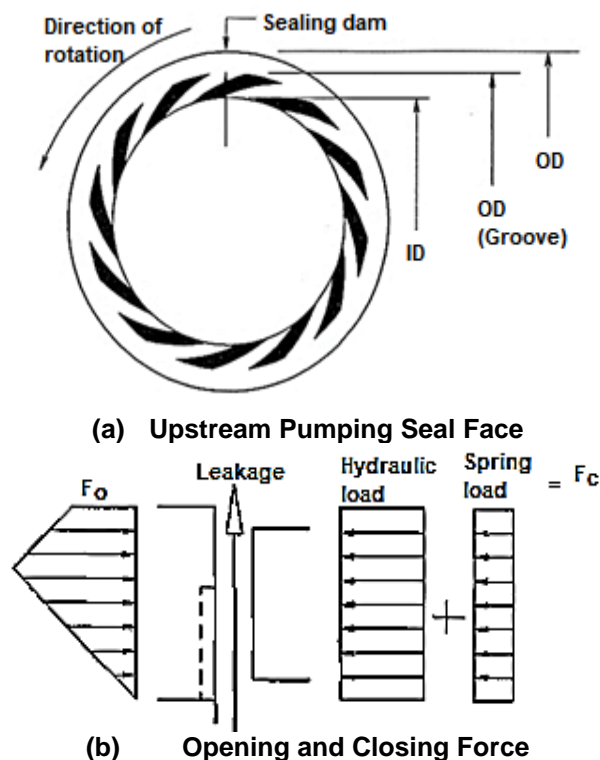 Direction of
rotation
Sealing dam
OD
OD
(Groove)
ID
(a) Upstream Pumping Seal Face
Fo
Leakage
Hydraulic
load
Spring
load
= Fc
+
(b) Opening and Closing Force